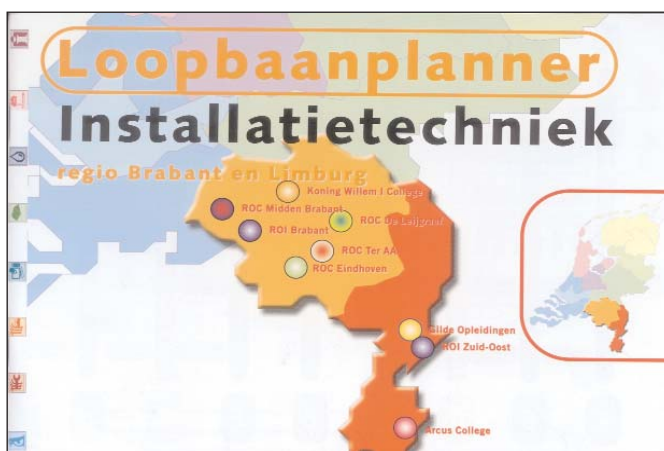 Loopbaanplanner
Installatietechniek
regio Brabant en Limburg
Koning Willem I College
ROC Midden Brabant
ROC De Leijgraaf
ROI Brabant
ROC Ter AA
ROC Eindhoven
Gilde Opleidingen
ROI Zuid-Oost
Arcus College